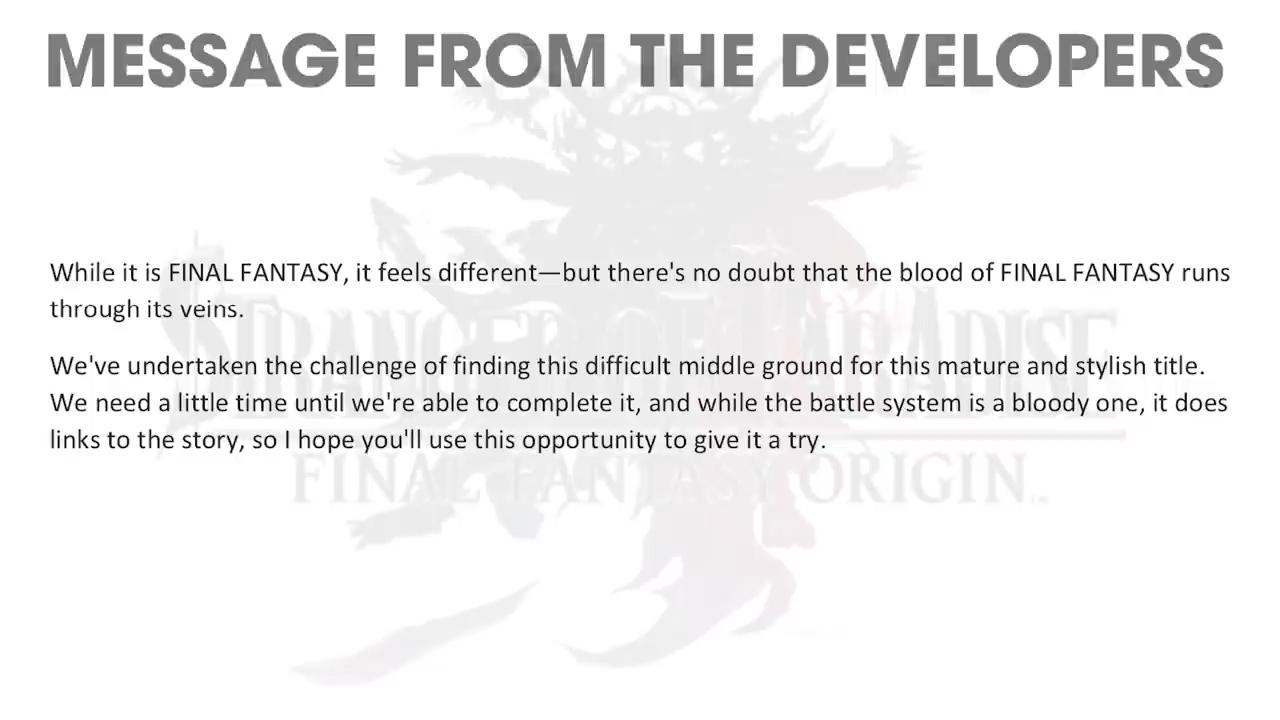 MESSAGE FROM THE DEVELOPERS
While it is FINAL FANTASY, it feels different—but there's no doubt that the blood of FINAL FANTASY runs
through its veins.
We've undertaken the challenge of finding this difficult middle ground for this mature and stylish title.
We need a little time until we're able to complete it, and while the battle system is a bloody one, it does
links to the story, so I hope you'll use this opportunity to give it a try.
STRANGER OF PARADISE
FINAL FANTASY ORIGIN™